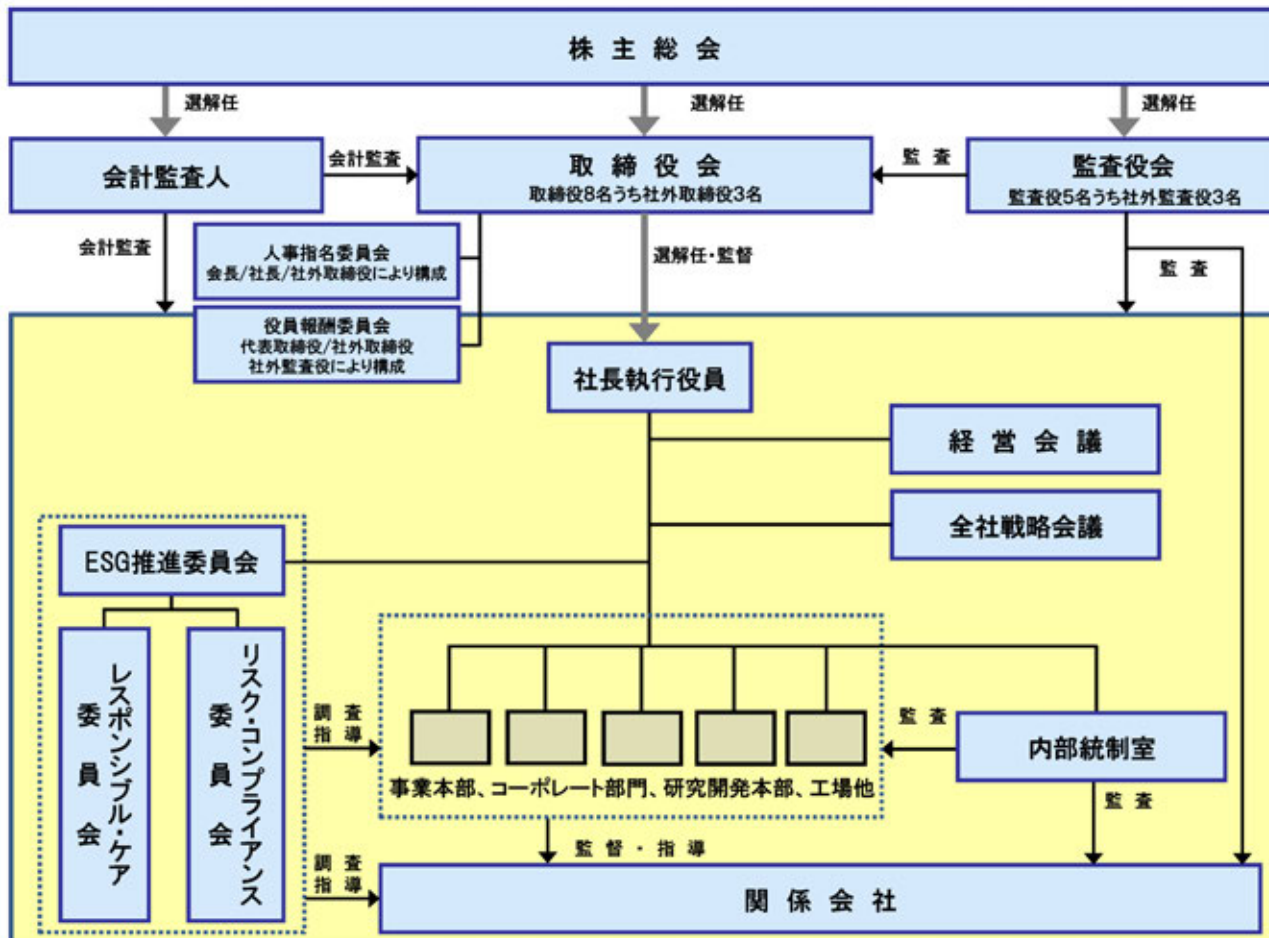 株主総会
選解任
選解任
選解任
会計監査人
会計監査
取締役会
取締役8名うち社外取締役3名
監査
監査役会
監査役5名うち社外監査役3名
会計監査
人事指名委員会
会長/社長/社外取締役により構成
選解任・監督
監査
役員報酬委員会
代表取締役/社外取締役
社外監査役により構成
社長執行役員
経営会議
全社戦略会議
ESG推進委員会
レスポンシブル・ケア
委員会
リスク・コンプライアンス
委員会
調査
指導
監査
内部統制室
事業本部、コーポレート部門、研究開発本部、工場他
監査
監督・指導
調査
指導
関係会社